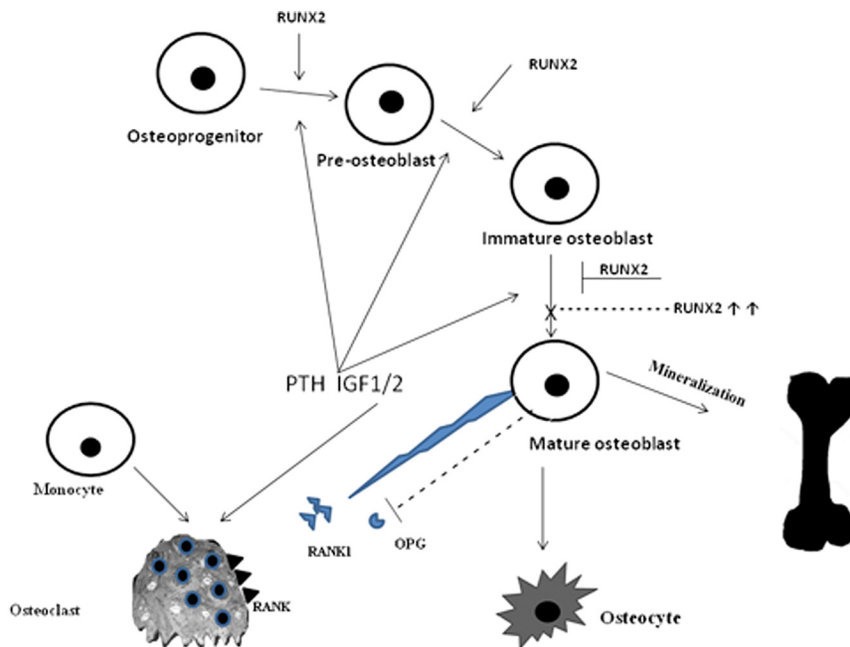 RUNX2
RUNX2
Osteoprogenitor
Pre-osteoblast
Immature osteoblast
RUNX2
RUNX2 ↑ ↑
X
PTH IGF1/2
Mineralization
Mature osteoblast
Monocyte
RANKl
OPG
Osteoclast
RANK
Osteocyte